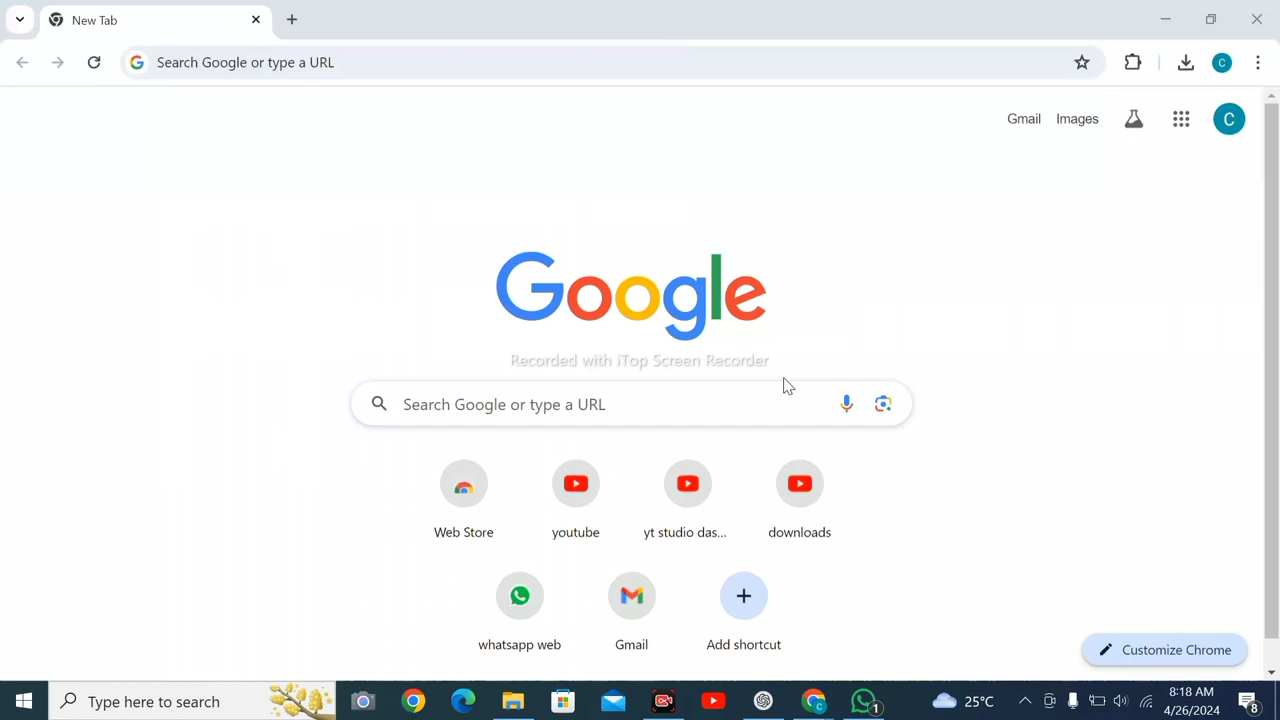 New Tab
Search Google or type a URL
C
Gmail Images
C
Google
Recorded with iTop Screen Recorder
Search Google or type a URL
Web Store youtube yt studio das... downloads
whatsapp web Gmail Add shortcut
Customize Chrome
Type here to search
C
1
25°C
8:18 AM
4/26/2024
8